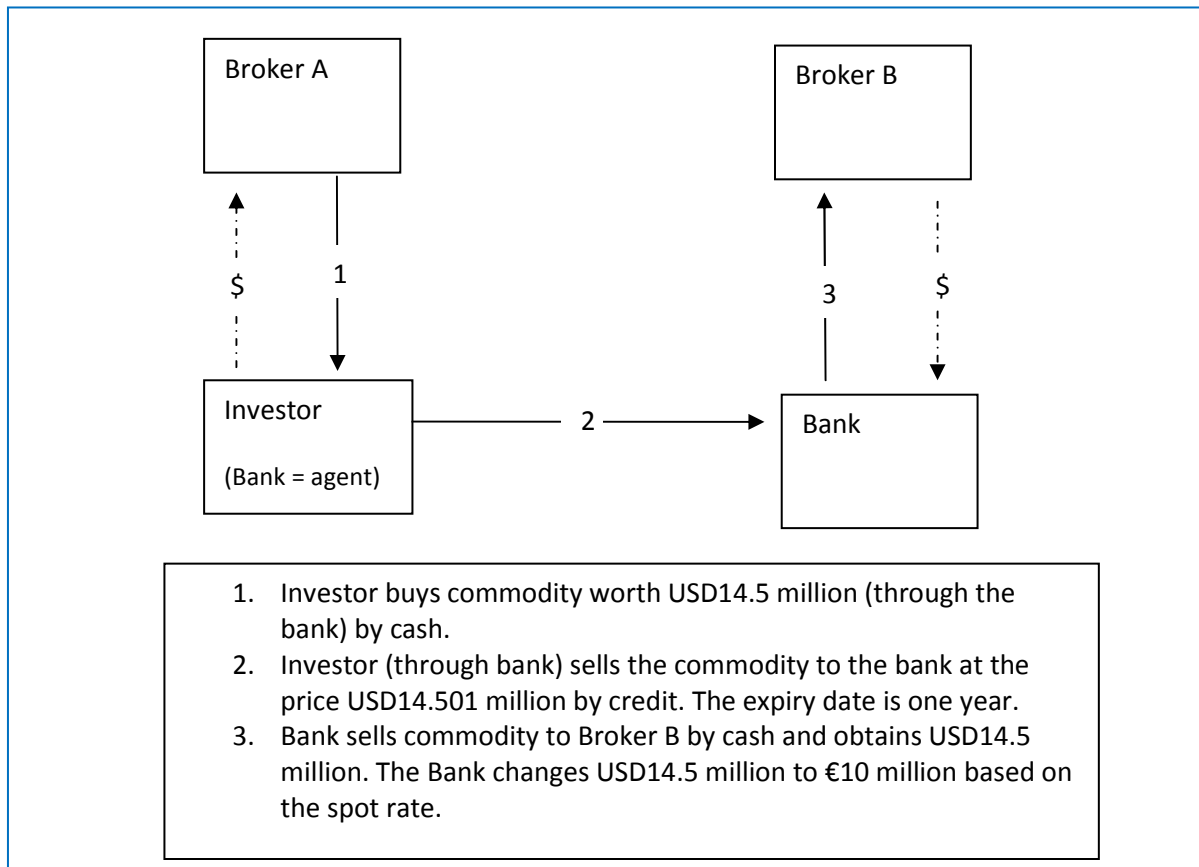 Broker A
Broker B
$
1
3
$
Investor
(Bank = agent)
2
Bank
1. Investor buys commodity worth USD14.5 million (through the
bank) by cash.
2. Investor (through bank) sells the commodity to the bank at the
price USD14.501 million by credit. The expiry date is one year.
3. Bank sells commodity to Broker B by cash and obtains USD14.5
million. The Bank changes USD14.5 million to €10 million based on
the spot rate.